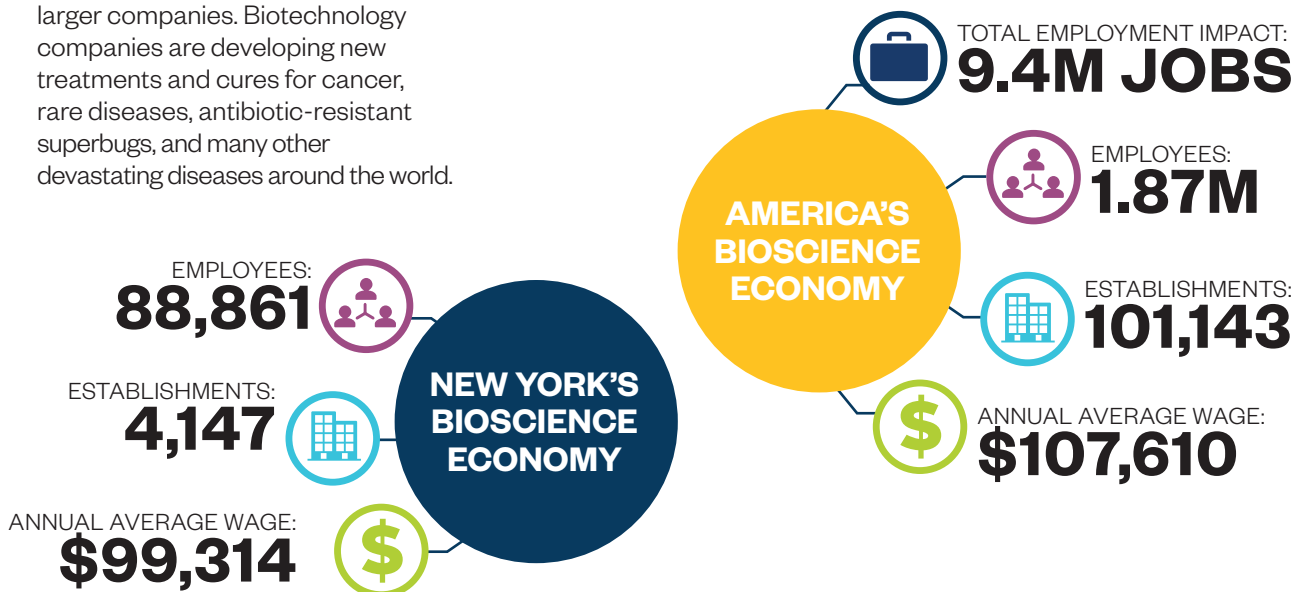 larger companies. Biotechnology
companies are developing new
treatments and cures for cancer,
rare diseases, antibiotic-resistant
superbugs, and many other
devastating diseases around the world.
EMPLOYEES:
88,861
ESTABLISHMENTS:
4,147
ANNUAL AVERAGE WAGE:
$99,314
NEW YORK'S
BIOSCIENCE
ECONOMY
AMERICA'S
BIOSCIENCE
ECONOMY
TOTAL EMPLOYMENT IMPACT:
9.4M JOBS
EMPLOYEES:
1.87M
ESTABLISHMENTS:
101,143
ANNUAL AVERAGE WAGE:
$107,610